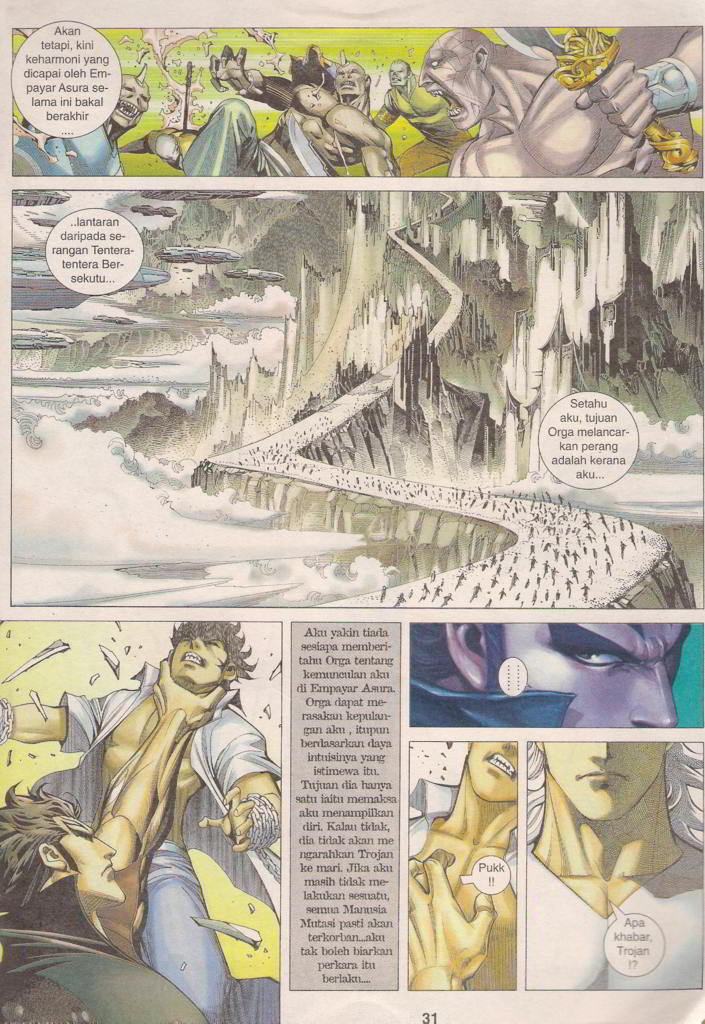 Akan
tetapi, kini
keharmoni yang
dicapai oleh Em-
payar Asura se-
lama ini bakal
berakhir
....
..lantaran
daripada se-
rangan Tentera-
tentera Ber-
sekutu...
Setahu
aku, tujuan
Orga melancar-
kan perang
adalah kerana
aku...
Aku yakin tiada
sesiapa memberi-
tahu Orga tentang
kemunculan aku
di Empayar Asura.
Orga dapat me-
rasakan kepulan-
gan aku , itupun
berdasarkan daya
intuisinya yang
istimewa itu.
Tujuan dia hanya
satu iaitu memaksa
aku menampilkan
diri. Kalau tidak,
dia tidak akan me-
ngarahkan Trojan
ke mari. Jika aku
masih tidak me-
lakukan sesuatu,
semua Manusia
Mutasi pasti akan
terkorban...aku
tak boleh biarkan
perkara itu
berlaku....
Pukk
!!
Apa
khabar,
Trojan
!?
31